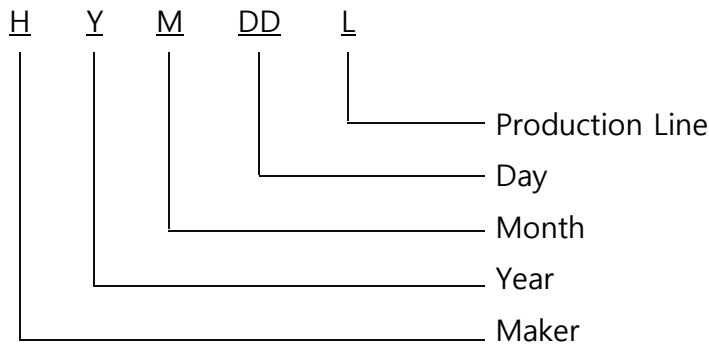 H Y M DD L
Production Line
Day
Month
Year
Maker